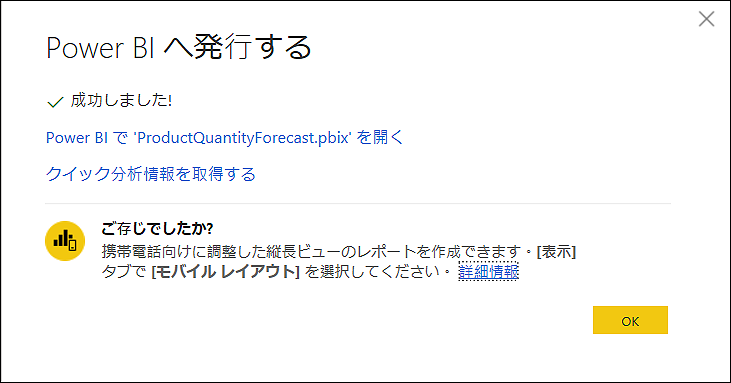 Power BI へ発行する
成功しました!
Power BI で 'ProductQuantityForecast.pbix' を開く
クイック分析情報を取得する
ご存じでしたか?
携帯電話向けに調整した縦長ビューのレポートを作成できます。[表示]
タブで [モバイル レイアウト] を選択してください。 詳細情報
OK